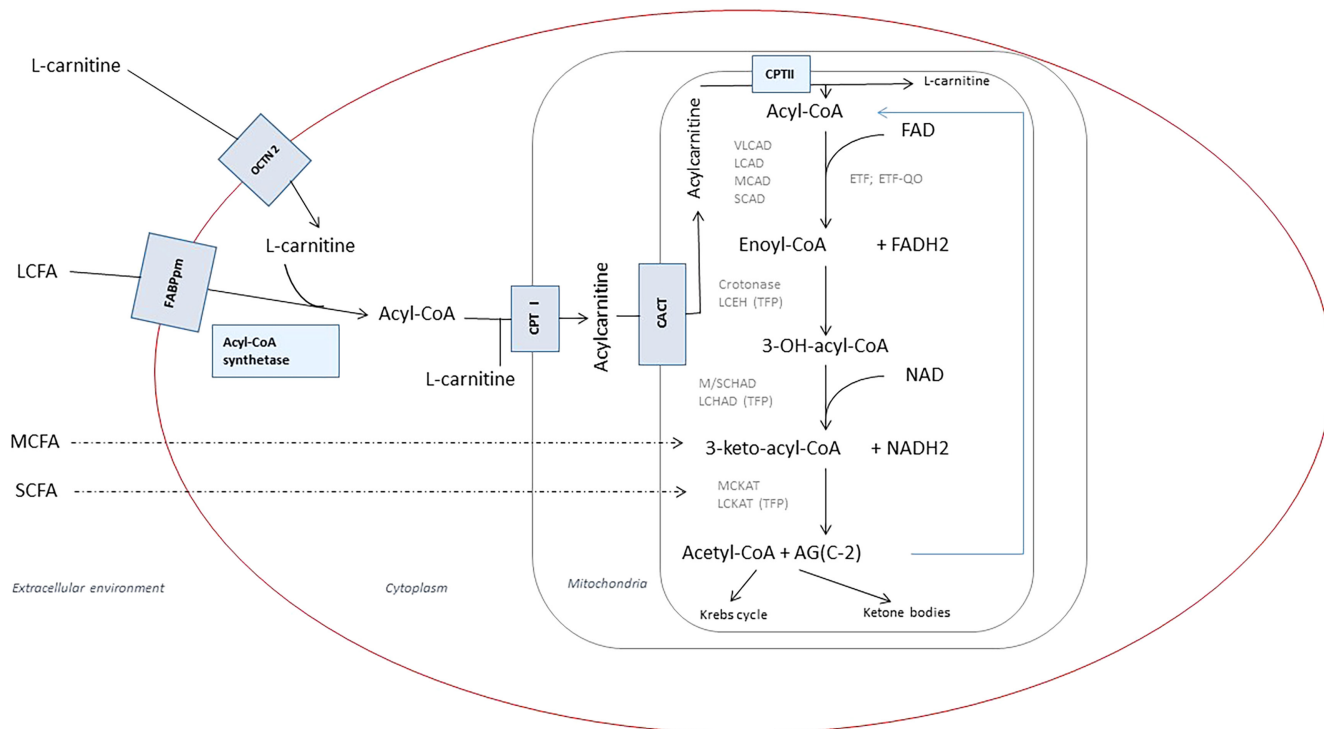 L-carnitine
OCTN 2
L-carnitine
LCFA
FABPpm
Acyl-CoA
synthetase
Acyl-CoA
L-carnitine
CPT I
Acylcarnitine
CACT
Acylcarnitine
CPTII
L-carnitine
Acyl-CoA
FAD
VLCAD
LCAD
MCAD
SCAD
ETF; ETF-QO
Enoyl-CoA + FADH2
Crotonase
LCEH (TFP)
3-OH-acyl-CoA
M/SCHAD
LCHAD (TFP)
NAD
MCFA
3-keto-acyl-CoA + NADH2
SCFA
MCKAT
LCKAT (TFP)
Acetyl-CoA + AG(C-2)
Krebs cycle
Ketone bodies
Extracellular environment
Cytoplasm
Mitochondria